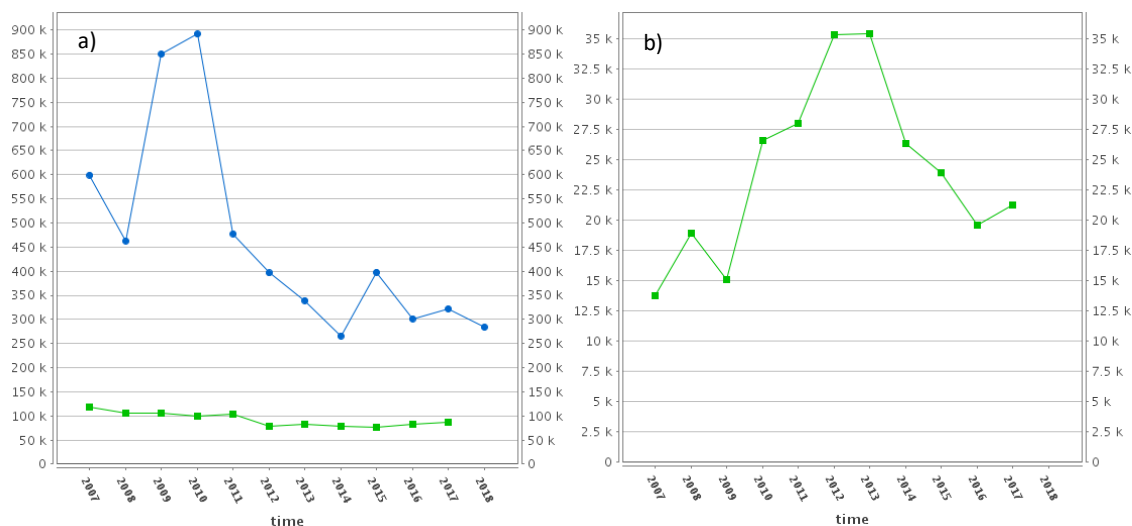 a)
900 k 900 k
850 k 850 k
800 k 800 k
750 k 750 k
700 k 700 k
650 k 650 k
600 k 600 k
550 k 550 k
500 k 500 k
450 k 450 k
400 k 400 k
350 k 350 k
300 k 300 k
250 k 250 k
200 k 200 k
150 k 150 k
100 k 100 k
50 k 50 k
0 0
2007 2008 2009 2010 2011 2012 2013 2014 2015 2016 2017 2018
time
b)
35 k 35 k
32.5 k 32.5 k
30 k 30 k
27.5 k 27.5 k
25 k 25 k
22.5 k 22.5 k
20 k 20 k
17.5 k 17.5 k
15 k 15 k
12.5 k 12.5 k
10 k 10 k
7.5 k 7.5 k
5 k 5 k
2.5 k 2.5 k
0 0
2007 2008 2009 2010 2011 2012 2013 2014 2015 2016 2017 2018
time